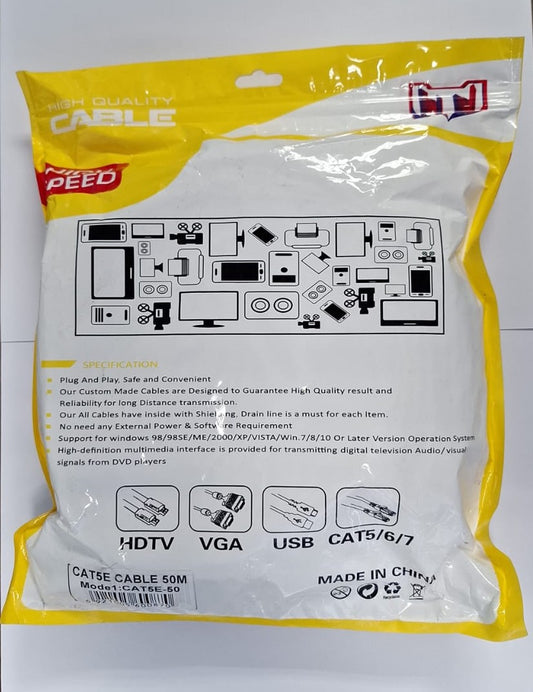 HIGH QUALITY
CABLE
HIGH
SPEED
SPECIFICATION
Plug And Play, Safe and Convenient
Our Custom Made Cables are Designed to Guarantee High Quality result and
Reliability for long Distance transmission.
Our All Cables have inside with Shielding, Drain line is a must for each Item.
No need any External Power & Software Requirement
Support for windows 98/98SE/ME/2000/XP/VISTA/Win.7/8/10 Or Later Version Operation System
High-definition multimedia interface is provided for transmitting digital television Audio/visual
signals from DVD players
HDTV VGA USB CAT5/6/7
CAT5E CABLE 50M
Model:CAT5E-50
MADE IN CHINA